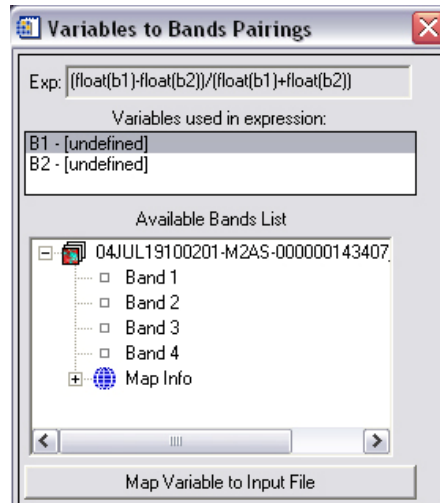 Variables to Bands Pairings
Exp: (float(b1)-float(b2))/(float(b1)+float(b2))
Variables used in expression:
B1 - [undefined]
B2 - [undefined]
Available Bands List
04JUL19100201-M2AS-000000143407_
Band 1
Band 2
Band 3
Band 4
Map Info
Map Variable to Input File